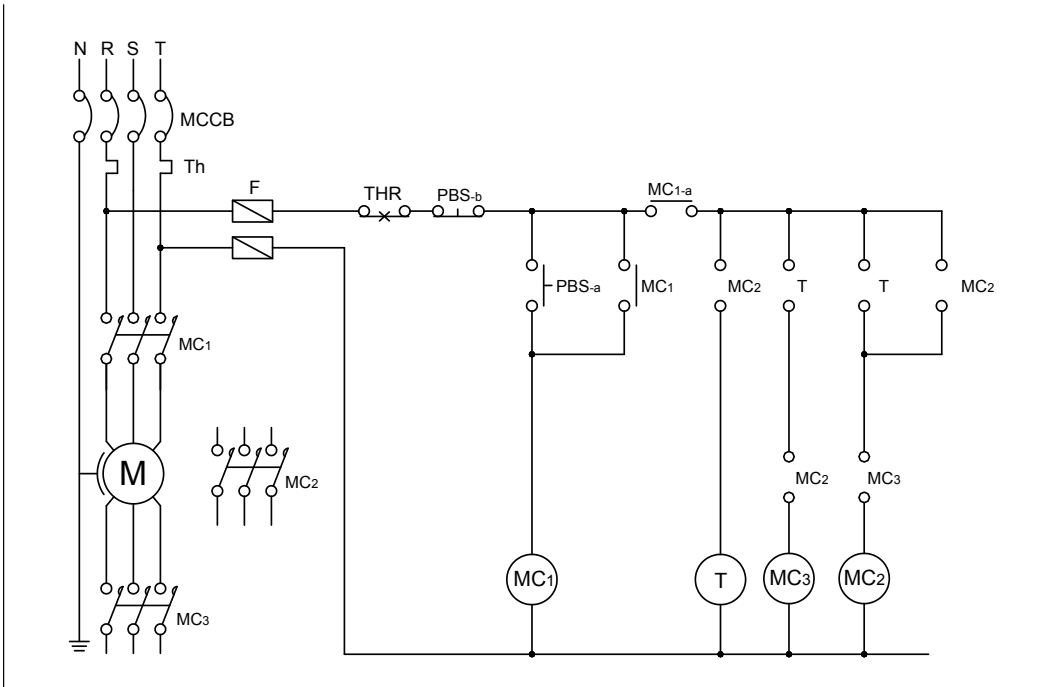 N R S T
MCCB
Th
F
THR
PBS-b
MC1-a
PBS-a
MC1
MC2
T
T
MC2
MC1
M
MC2
MC2
MC3
MC1
T
MC3
MC2
MC3